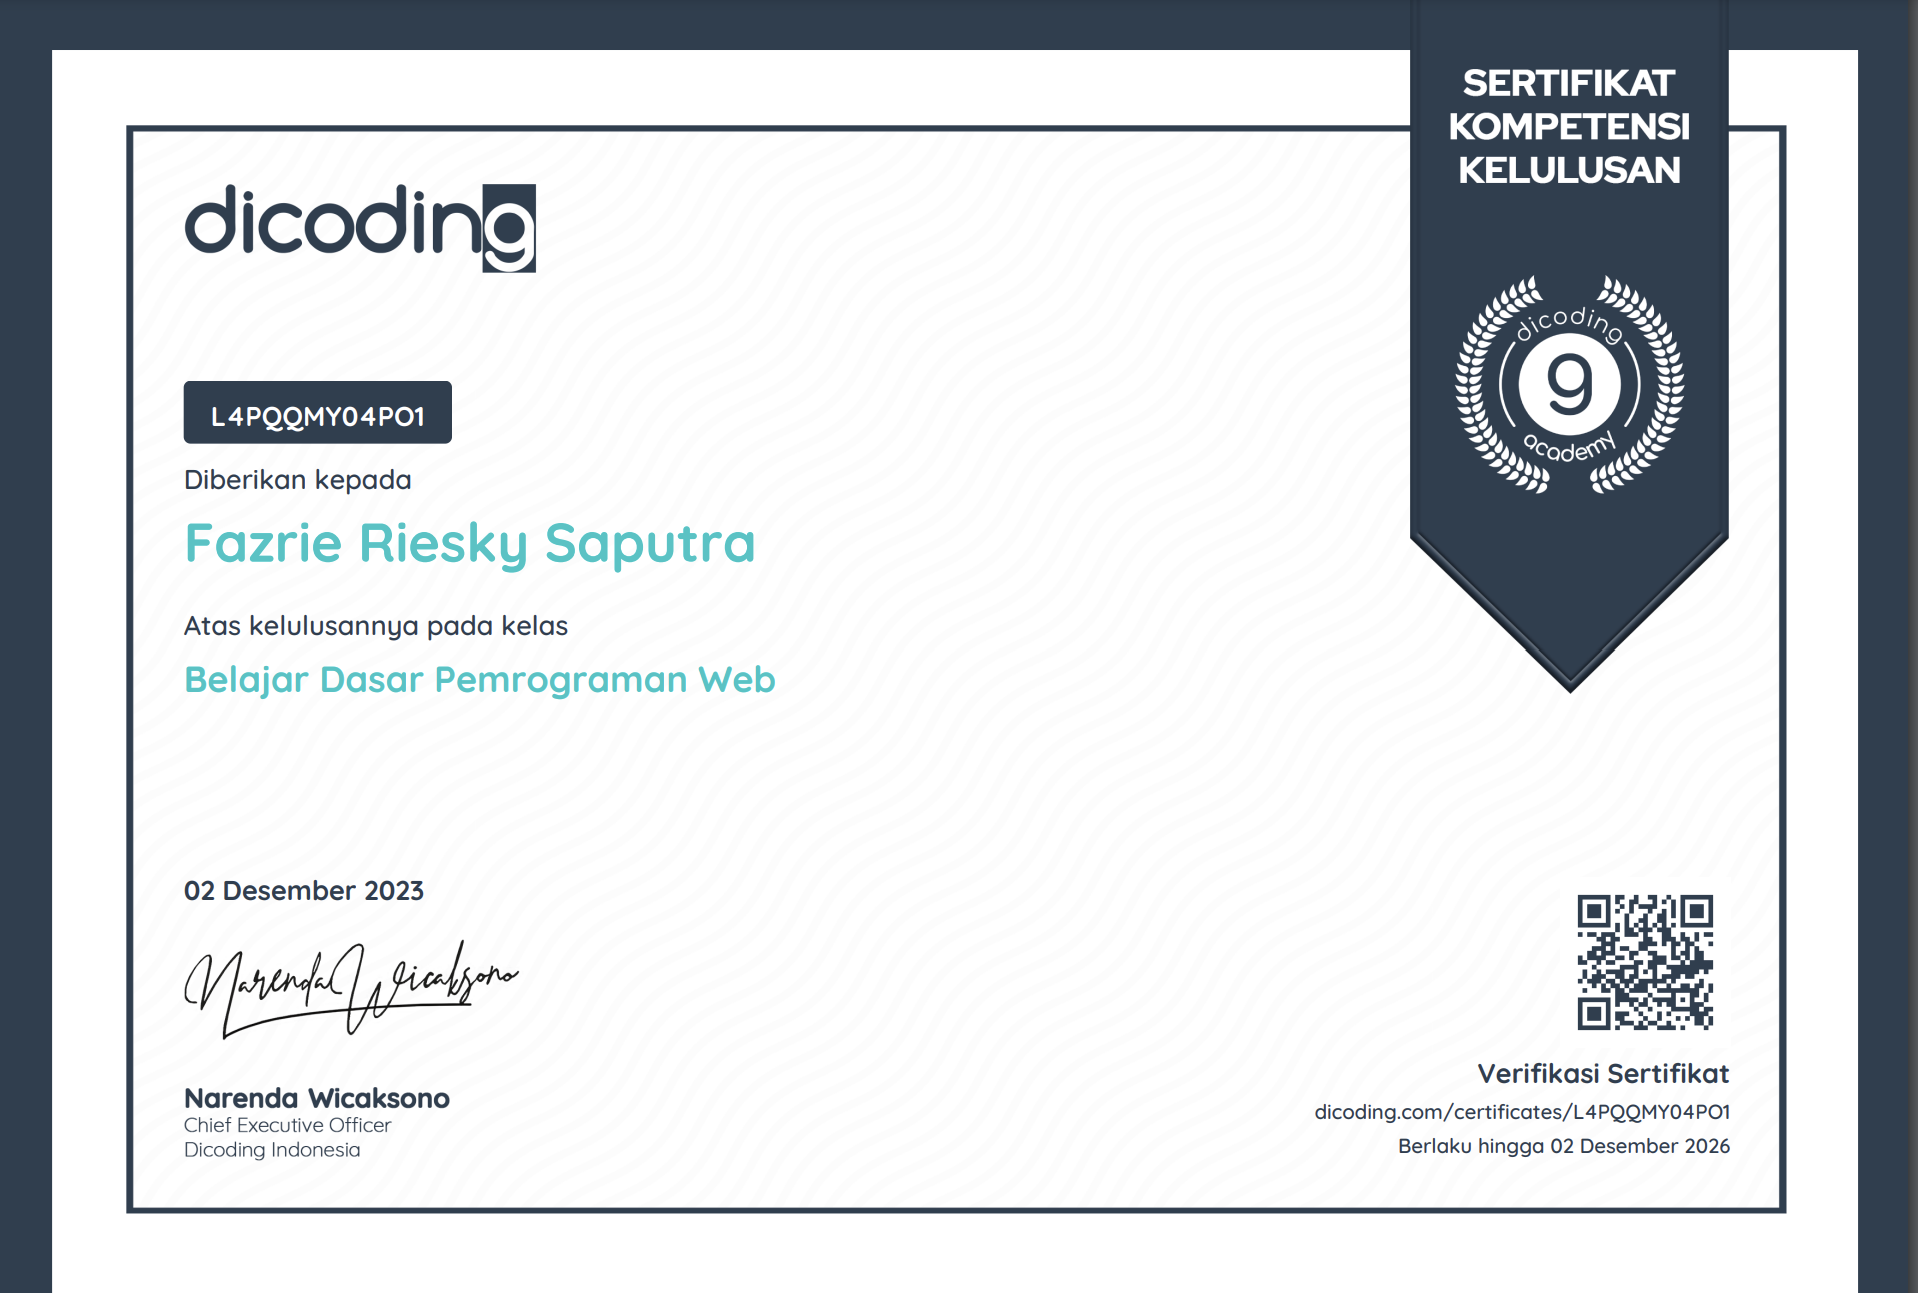 SERTIFIKAT
KOMPETENSI
KELULUSAN
dicoding
dicoding
g
academy
L4PQQMY04PO1
Diberikan kepada
Fazrie Riesky Saputra
Atas kelulusannya pada kelas
Belajar Dasar Pemrograman Web
02 Desember 2023
Narenda Wicaksono
Narenda Wicaksono
Chief Executive Officer
Dicoding Indonesia
Verifikasi Sertifikat
dicoding.com/certificates/L4PQQMY04PO1
Berlaku hingga 02 Desember 2026